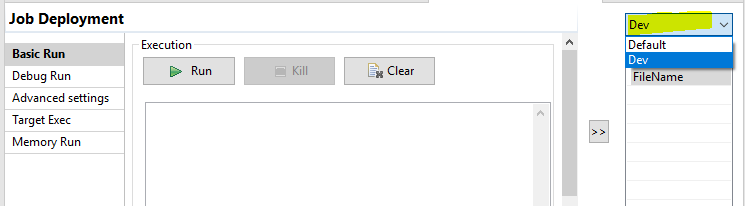 Job Deployment
Basic Run
Debug Run
Advanced settings
Target Exec
Memory Run
Execution
Run
Kill
Clear
>>
Dev
Default
Dev
FileName